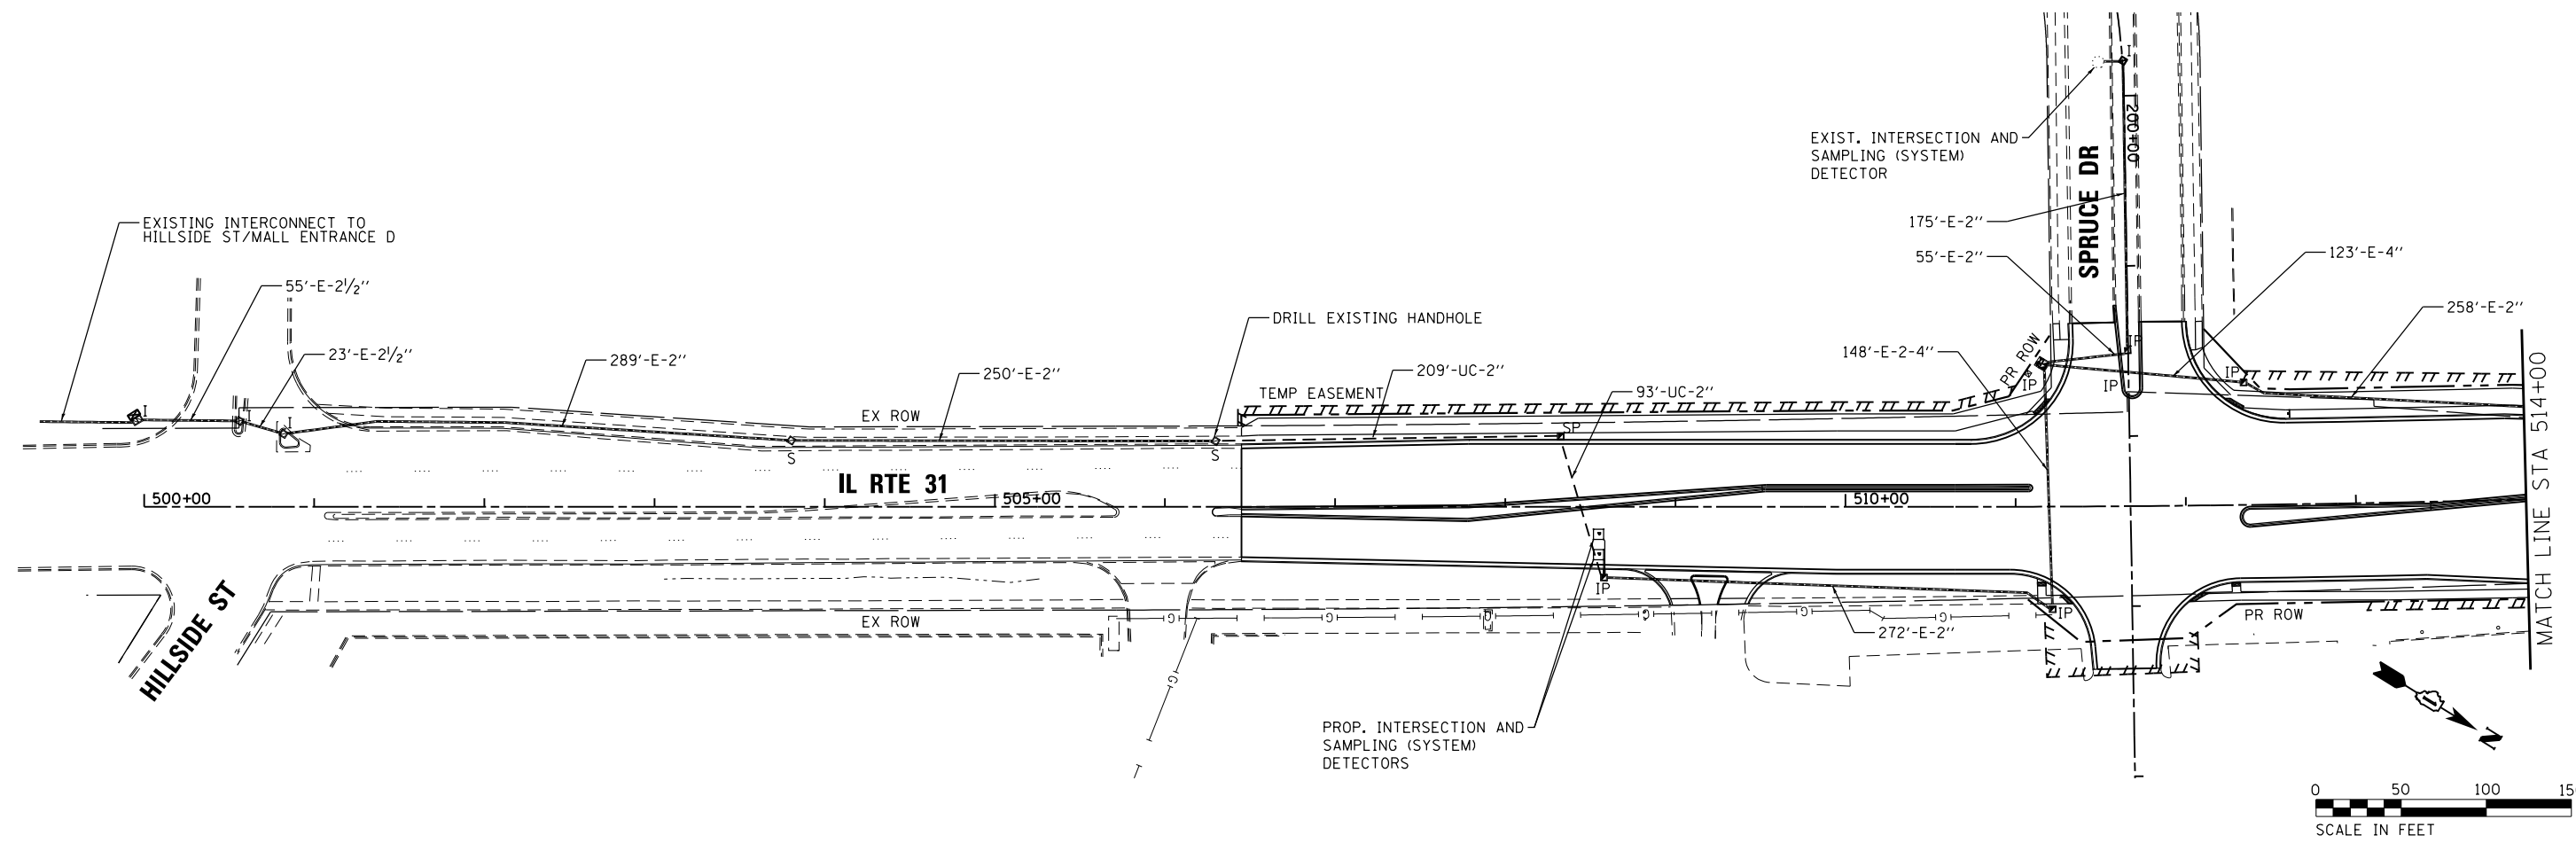 EXIST. INTERSECTION AND
SAMPLING (SYSTEM)
DETECTOR
I
200+00
SPRUCE DR
175'-E-2''
55'-E-2''
123'-E-4''
EXISTING INTERCONNECT TO
HILLSIDE ST/MALL ENTRANCE D
55'-E-2½''
23'-E-2½''
289'-E-2''
250'-E-2''
DRILL EXISTING HANDHOLE
209'-UC-2''
93'-UC-2''
148'-E-2-4''
258'-E-2''
TEMP EASEMENT
PR ROW
IP
IP
IP
IP
I
I
I
EX ROW
S
S
SP
IL RTE 31
500+00
505+00
510+00
MATCH LINE STA 514+00
HILLSIDE ST
EX ROW
G
G
G
G
G
G
G
IP
IP
272'-E-2''
PR ROW
PROP. INTERSECTION AND
SAMPLING (SYSTEM)
DETECTORS
N
0 50 100 15
SCALE IN FEET